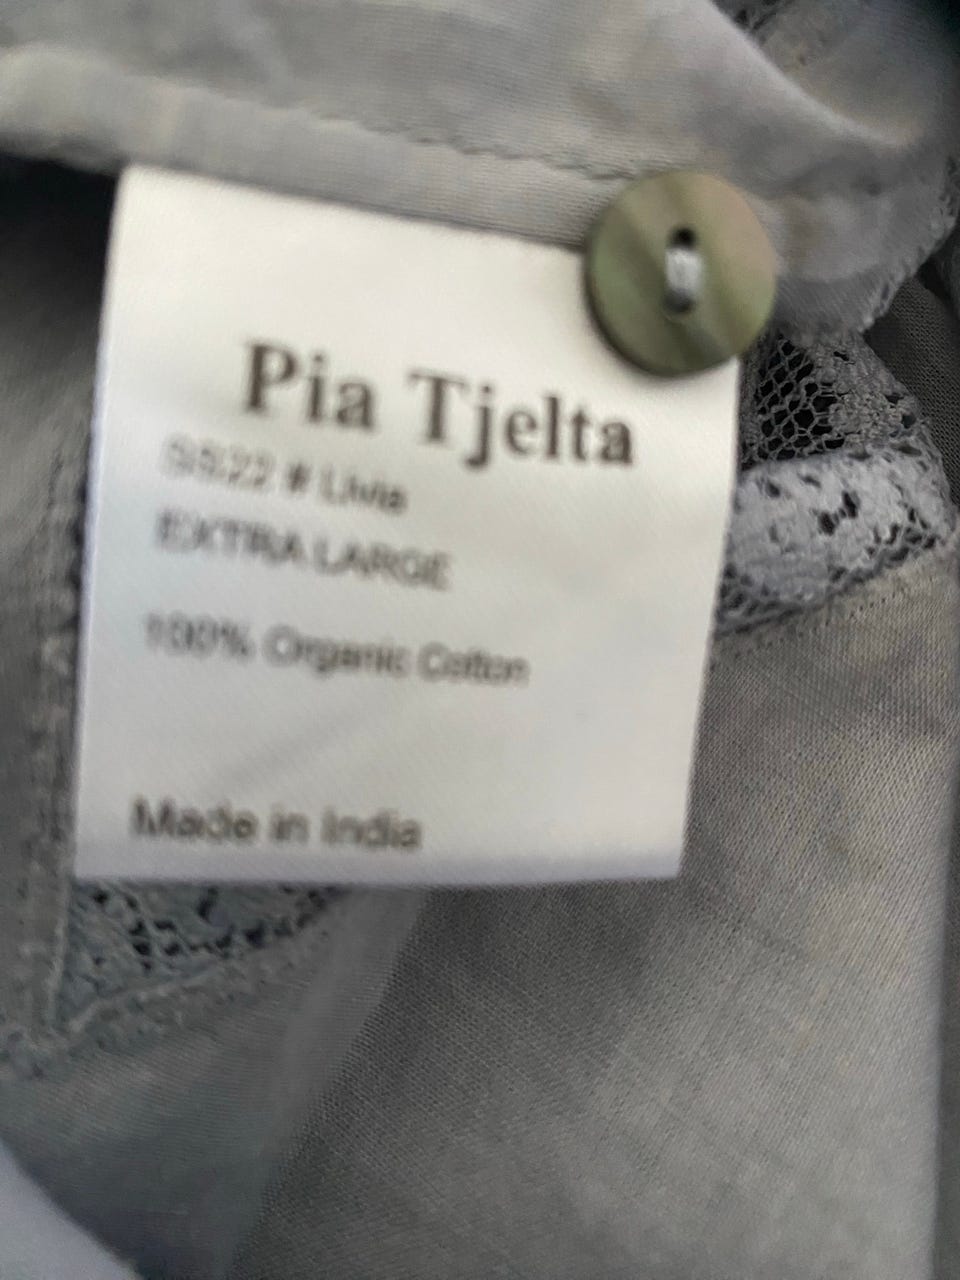 Pia Tjelta
SS22 # Livia
EXTRA LARGE
100% Organic Cotton
Made in India